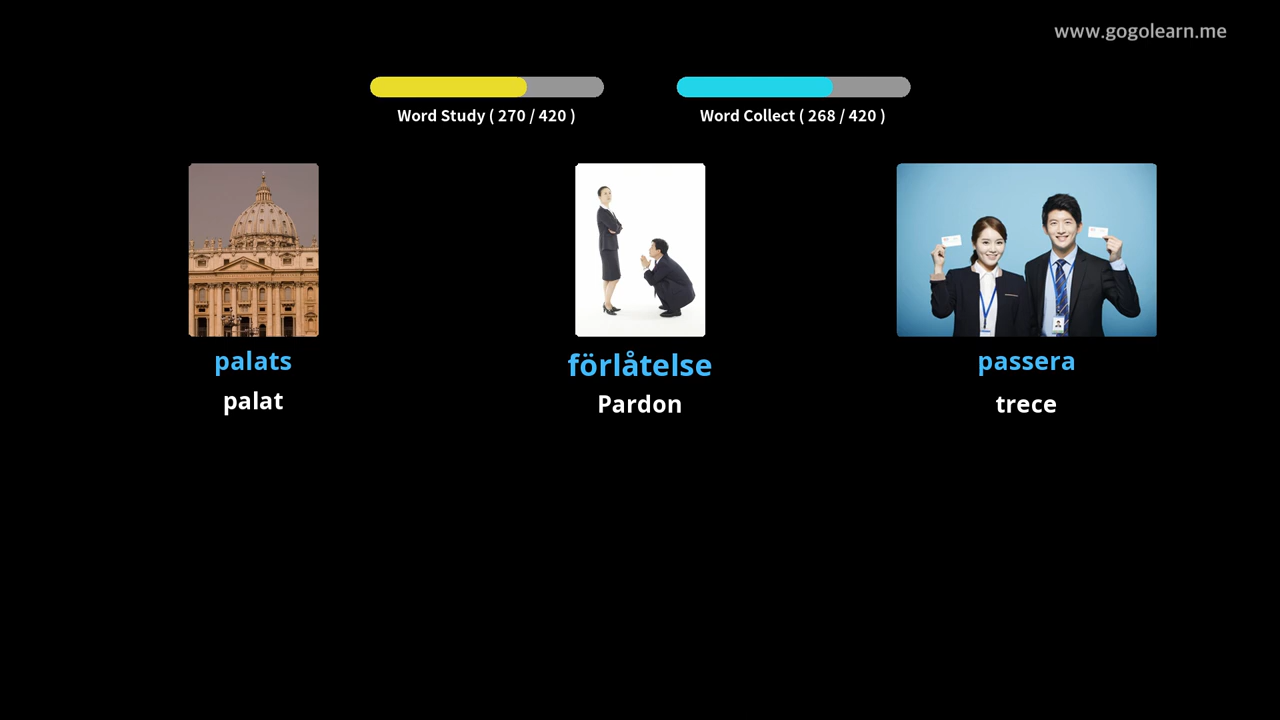 www.gogolearn.me
Word Study ( 270 / 420 )
Word Collect ( 268 / 420 )
palats
palat
förlåtelse
Pardon
passera
trece